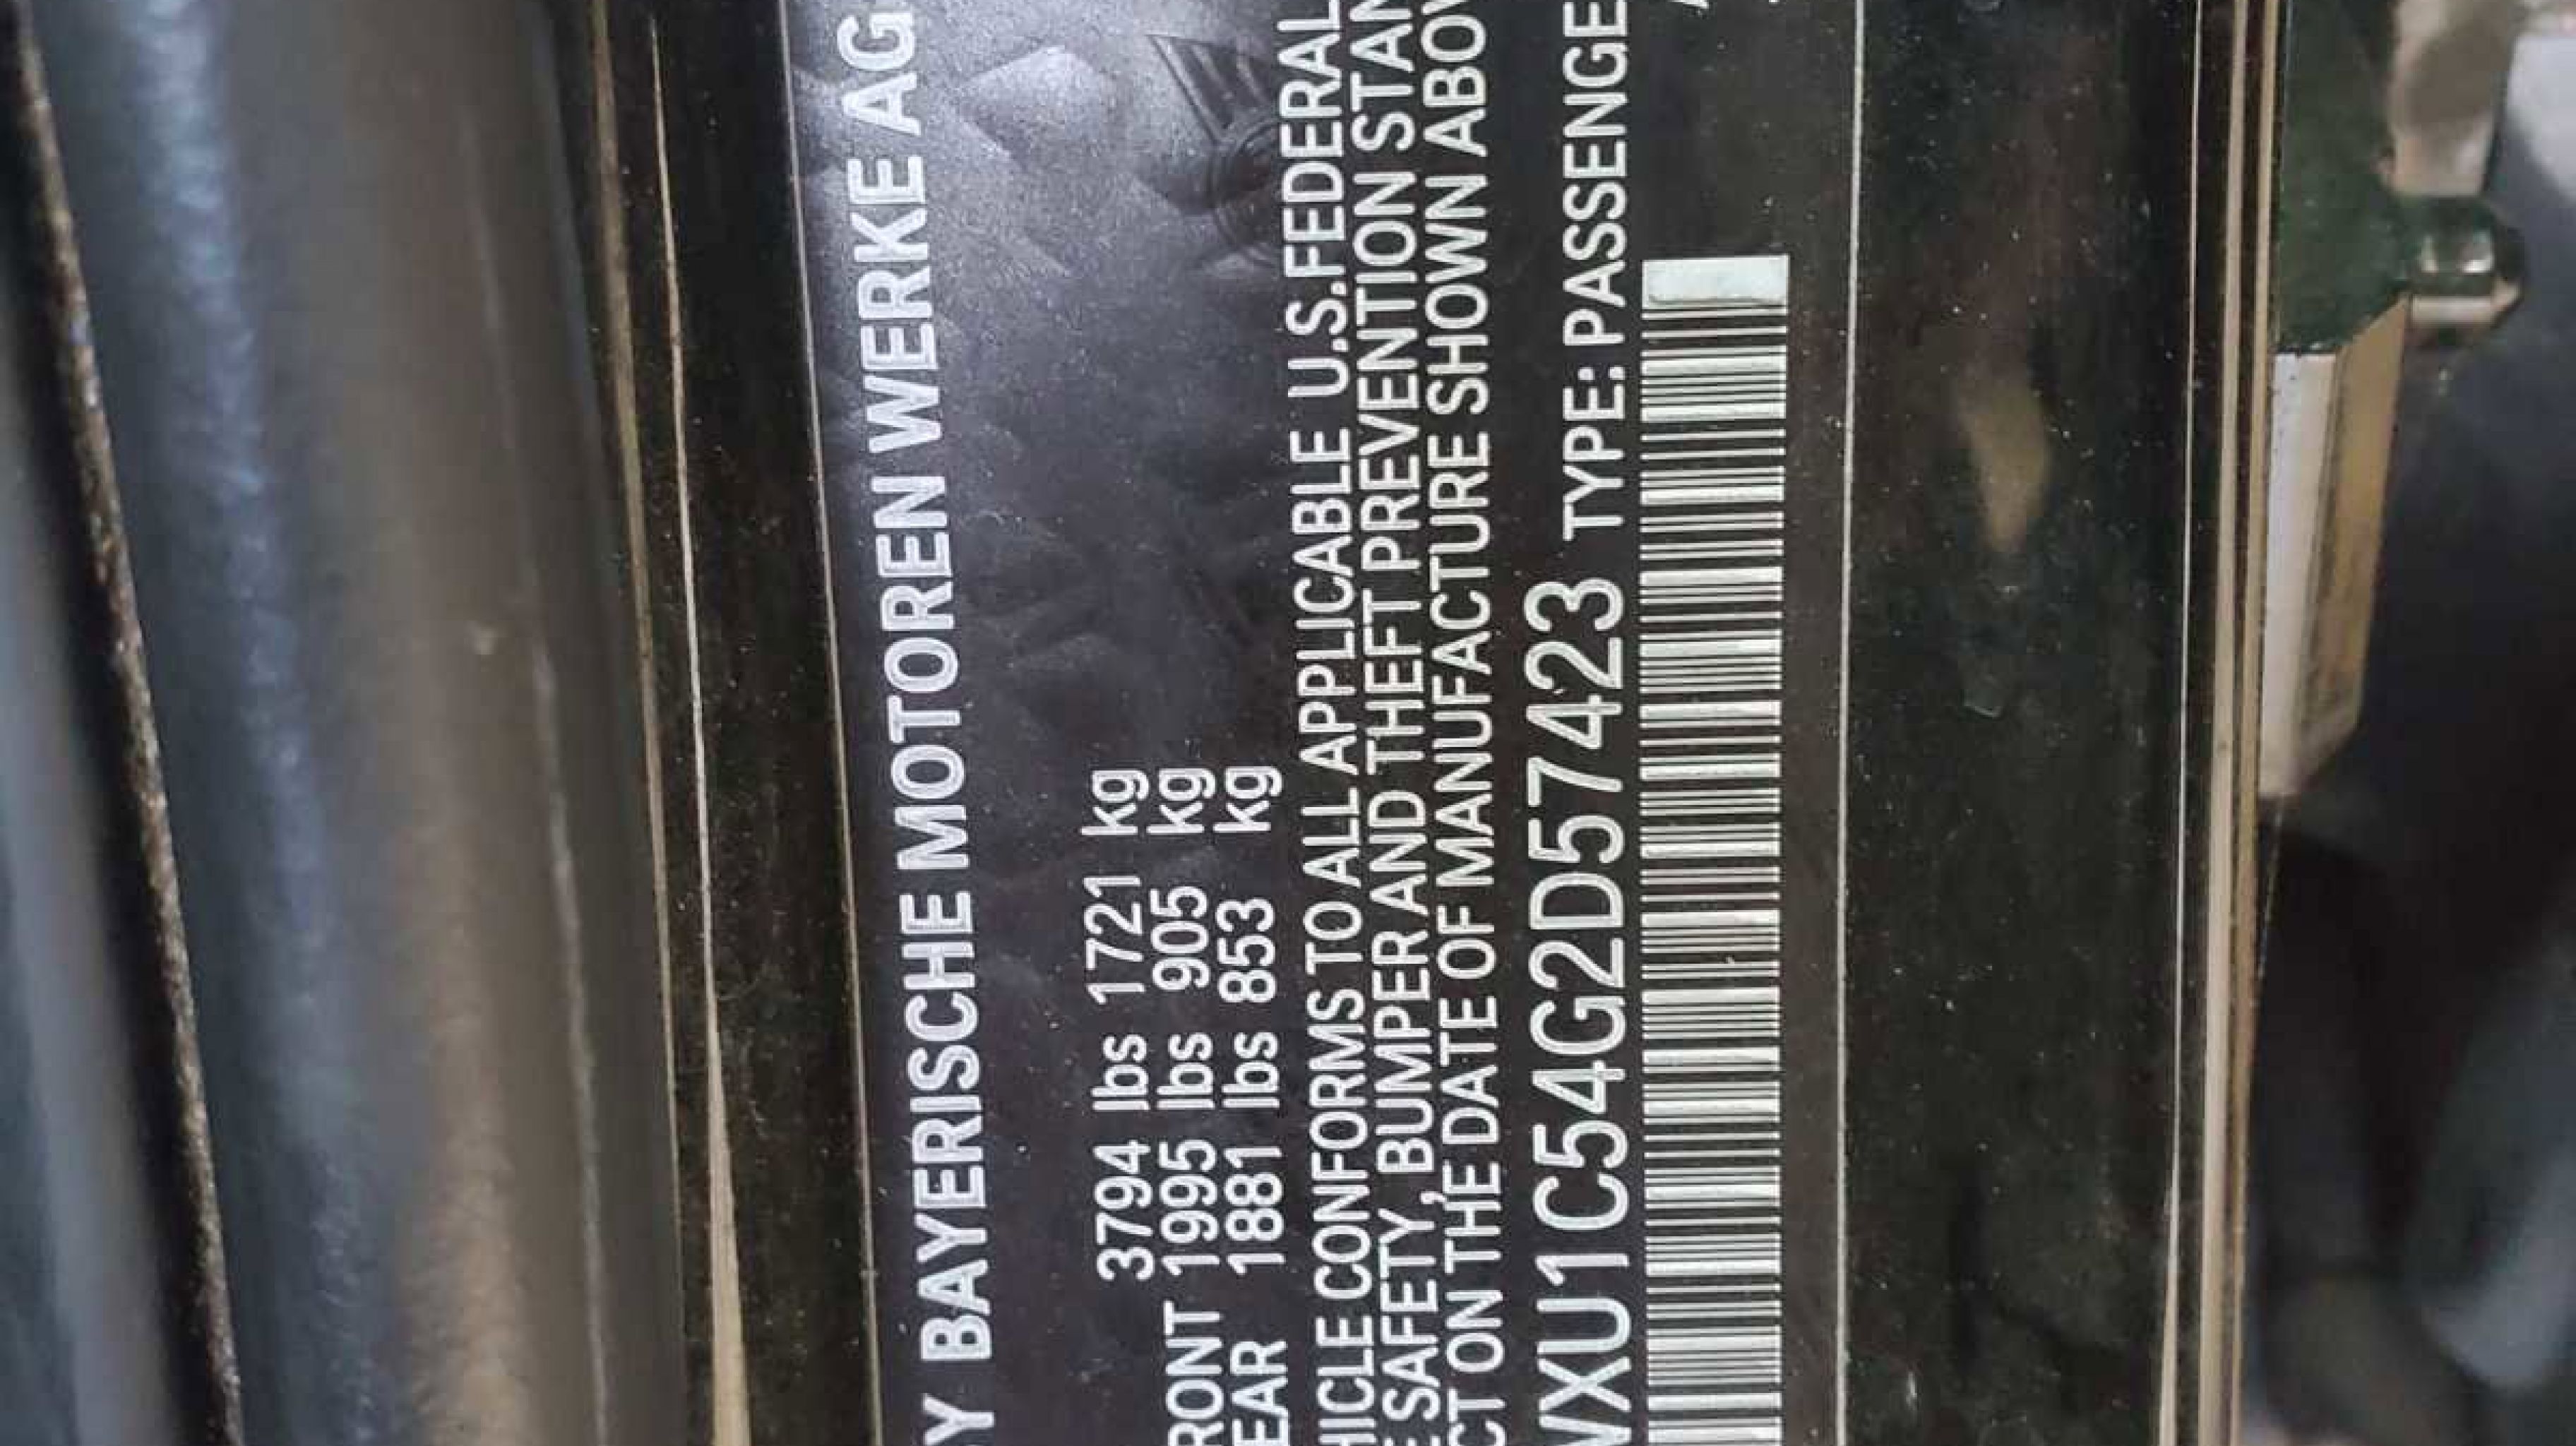 BY BAYERISCHE MOTOREN WERKE AG
3794 lbs 1721 kg
RONT 1995 lbs 905 kg
EAR 1881 lbs 853 kg
HICLE CONFORMS TO ALL APPLICABLE U.S.FEDERAL
E SAFETY, BUMPER AND THEFT PREVENTION STAN
CT ON THE DATE OF MANUFACTURE SHOWN ABOV
WXU1C54G2D57423 TYPE: PASSENGE